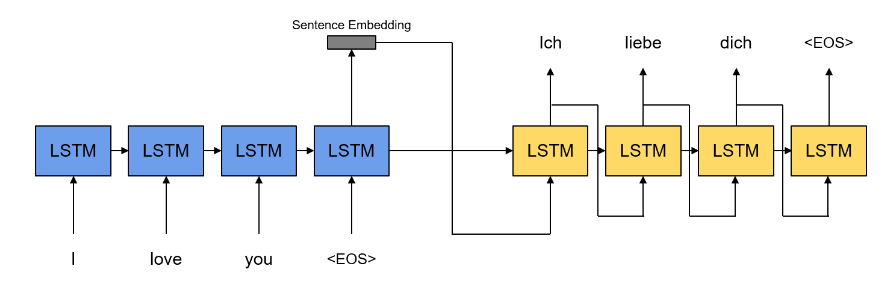 Sentence Embedding
Ich liebe dich <EOS>
LSTM LSTM LSTM LSTM LSTM LSTM LSTM LSTM
I love you <EOS>